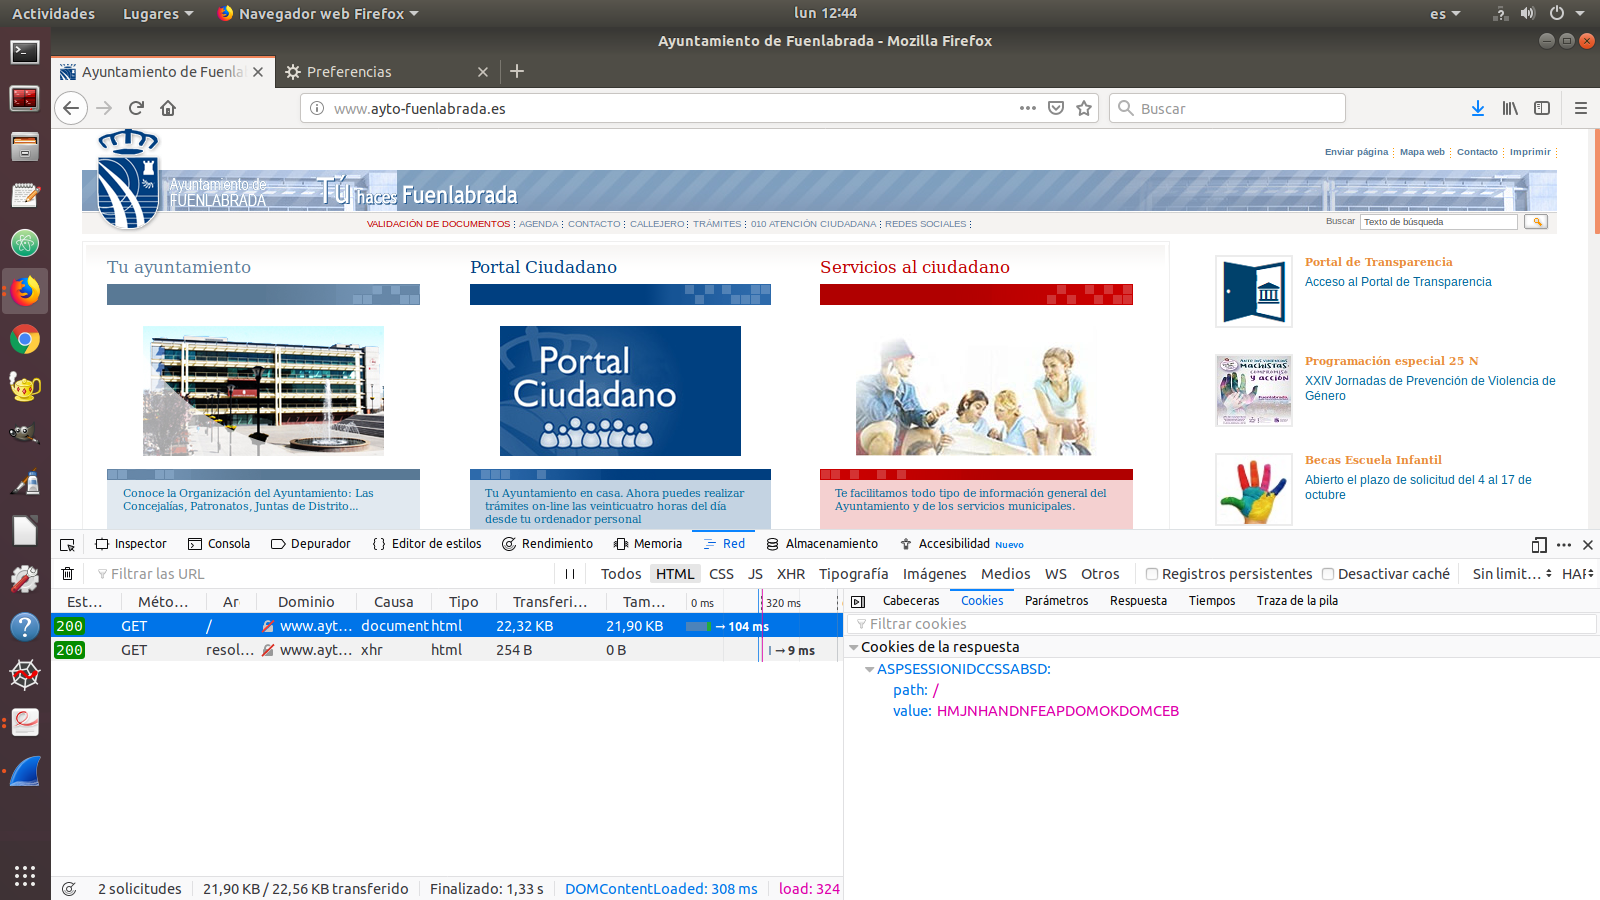 Actividades
Lugares
Navegador web Firefox
lun 12:44
es
Ayuntamiento de Fuenlabrada - Mozilla Firefox
Ayuntamiento de Fuenla
Preferencias
www.ayto-fuenlabrada.es
Buscar
Enviar página
Mapa web
Contacto
Imprimir
Ayuntamiento de
FUENLABRADA
Tú haces Fuenlabrada
VALIDACIÓN DE DOCUMENTOS
AGENDA
CONTACTO
CALLEJERO
TRÁMITES
010 ATENCIÓN CIUDADANA
REDES SOCIALES
Buscar
Texto de búsqueda
Tu ayuntamiento
Portal Ciudadano
Servicios al ciudadano
Portal
Ciudadano
Conoce la Organización del Ayuntamiento: Las
Concejalías, Patronatos, Juntas de Distrito...
Tu Ayuntamiento en casa. Ahora puedes realizar
trámites on-line las veinticuatro horas del día
desde tu ordenador personal
Te facilitamos todo tipo de información general del
Ayuntamiento y de los servicios municipales.
Portal de Transparencia
Acceso al Portal de Transparencia
MACHISTAS,
COMPROMISO
Y ACCIÓN
Fuenlabrada
Programación especial 25 N
XXIV Jornadas de Prevención de Violencia de
Género
Becas Escuela Infantil
Abierto el plazo de solicitud del 4 al 17 de
octubre
Inspector
Consola
Depurador
{ } Editor de estilos
Rendimiento
Memoria
Red
Almacenamiento
Accesibilidad Nuevo
Filtrar las URL
Todos
HTML
CSS
JS
XHR
Tipografía
Imágenes
Medios
WS
Otros
Registros persistentes
Desactivar caché
Sin limit...
HAR
Est...
Méto...
Ar
Dominio
Causa
Tipo
Transferi...
Tam...
0 ms
320 ms
200 GET / www.ayt... document html 22,32 KB 21,90 KB → 104 ms
200 GET resol... www.ayt... xhr html 254 B 0 B → 9 ms
Cabeceras
Cookies
Parámetros
Respuesta
Tiempos
Traza de la pila
Filtrar cookies
Cookies de la respuesta
ASPSESSIONIDCCSSABSD:
path: /
value: HMJNHANDNFEAPDOMOKDOMCEB
2 solicitudes
21,90 KB / 22,56 KB transferido
Finalizado: 1,33 s
DOMContentLoaded: 308 ms
load: 324